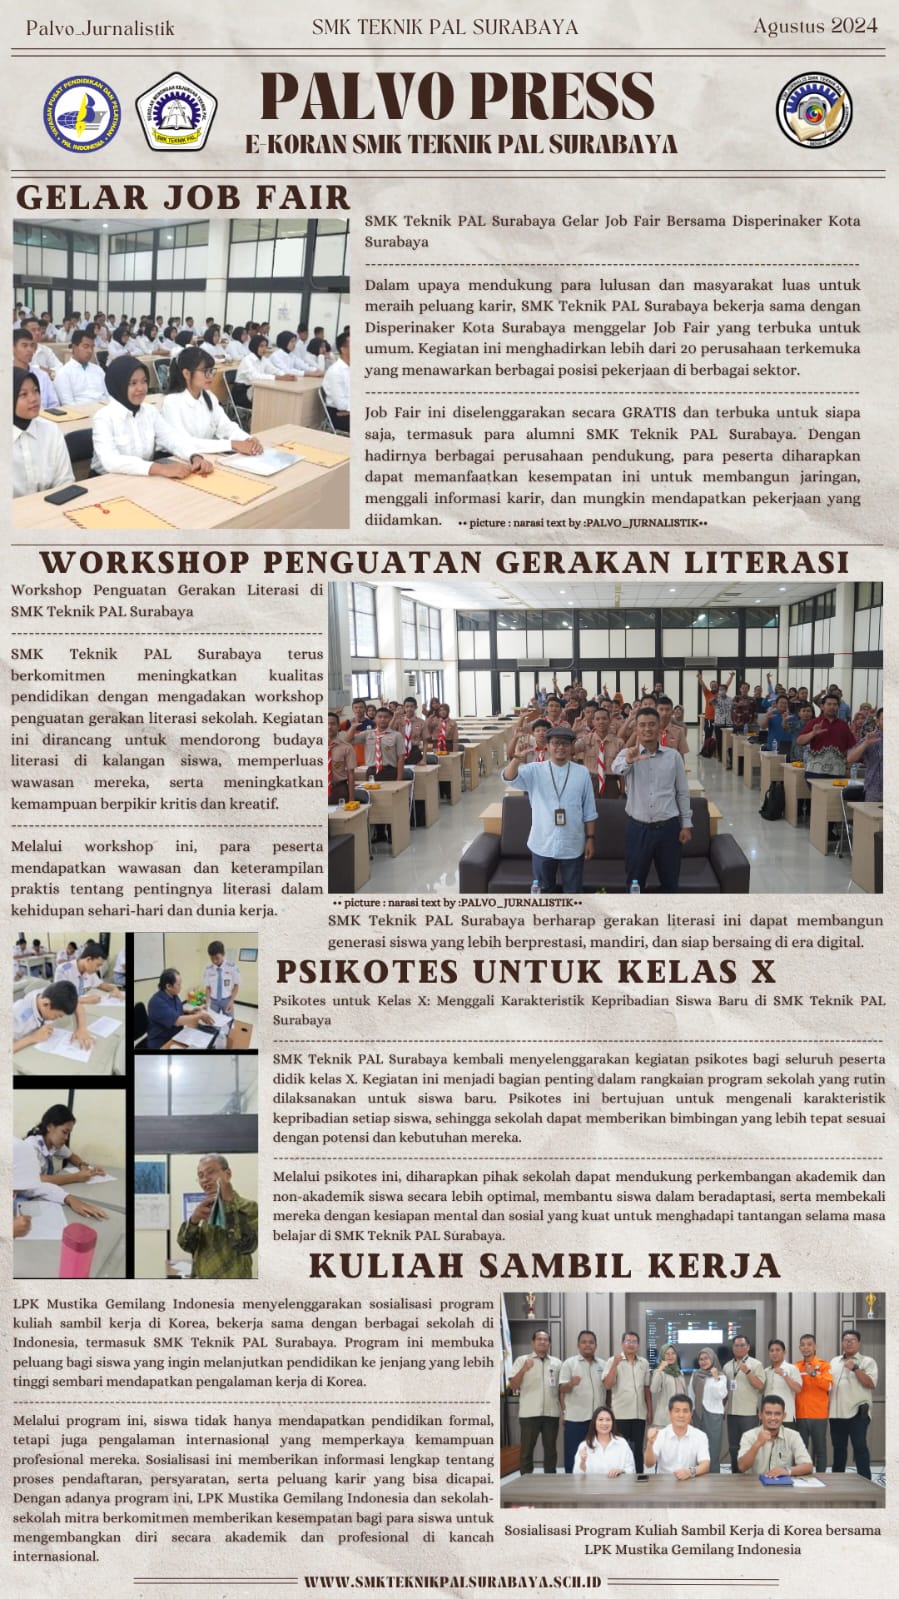 Palvo_Jurnalistik
SMK TEKNIK PAL SURABAYA
Agustus 2024
YAYASAN PUSAT PENDIDIKAN DAN PELATIHAN
PAL INDONESIA
SMK TEKNIK PAL
PALVO PRESS
E-KORAN SMK TEKNIK PAL SURABAYA
GELAR JOB FAIR
SMK Teknik PAL Surabaya Gelar Job Fair Bersama Disperinaker Kota
Surabaya
Dalam upaya mendukung para lulusan dan masyarakat luas untuk
meraih peluang karir, SMK Teknik PAL Surabaya bekerja sama dengan
Disperinaker Kota Surabaya menggelar Job Fair yang terbuka untuk
umum. Kegiatan ini menghadirkan lebih dari 20 perusahaan terkemuka
yang menawarkan berbagai posisi pekerjaan di berbagai sektor.
Job Fair ini diselenggarakan secara GRATIS dan terbuka untuk siapa
saja, termasuk para alumni SMK Teknik PAL Surabaya. Dengan
hadirnya berbagai perusahaan pendukung, para peserta diharapkan
dapat memanfaatkan kesempatan ini untuk membangun jaringan,
menggali informasi karir, dan mungkin mendapatkan pekerjaan yang
diidamkan.
•• picture : narasi text by :PALVO_JURNALISTIK••
WORKSHOP PENGUATAN GERAKAN LITERASI
Workshop Penguatan Gerakan Literasi di
SMK Teknik PAL Surabaya
SMK Teknik PAL Surabaya terus
berkomitmen meningkatkan kualitas
pendidikan dengan mengadakan workshop
penguatan gerakan literasi sekolah. Kegiatan
ini dirancang untuk mendorong budaya
literasi di kalangan siswa, memperluas
wawasan mereka, serta meningkatkan
kemampuan berpikir kritis dan kreatif.
Melalui workshop ini, para peserta
mendapatkan wawasan dan keterampilan
praktis tentang pentingnya literasi dalam
kehidupan sehari-hari dan dunia kerja.
•• picture : narasi text by :PALVO_JURNALISTIK••
SMK Teknik PAL Surabaya berharap gerakan literasi ini dapat membangun
generasi siswa yang lebih berprestasi, mandiri, dan siap bersaing di era digital.
PSIKOTES UNTUK KELAS X
Psikotes untuk Kelas X: Menggali Karakteristik Kepribadian Siswa Baru di SMK Teknik PAL
Surabaya
SMK Teknik PAL Surabaya kembali menyelenggarakan kegiatan psikotes bagi seluruh peserta
didik kelas X. Kegiatan ini menjadi bagian penting dalam rangkaian program sekolah yang rutin
dilaksanakan untuk siswa baru. Psikotes ini bertujuan untuk mengenali karakteristik
kepribadian setiap siswa, sehingga sekolah dapat memberikan bimbingan yang lebih tepat sesuai
dengan potensi dan kebutuhan mereka.
Melalui psikotes ini, diharapkan pihak sekolah dapat mendukung perkembangan akademik dan
non-akademik siswa secara lebih optimal, membantu siswa dalam beradaptasi, serta membekali
mereka dengan kesiapan mental dan sosial yang kuat untuk menghadapi tantangan selama masa
belajar di SMK Teknik PAL Surabaya.
KULIAH SAMBIL KERJA
LPK Mustika Gemilang Indonesia menyelenggarakan sosialisasi program
kuliah sambil kerja di Korea, bekerja sama dengan berbagai sekolah di
Indonesia, termasuk SMK Teknik PAL Surabaya. Program ini membuka
peluang bagi siswa yang ingin melanjutkan pendidikan ke jenjang yang lebih
tinggi sembari mendapatkan pengalaman kerja di Korea.
Melalui program ini, siswa tidak hanya mendapatkan pendidikan formal,
tetapi juga pengalaman internasional yang memperkaya kemampuan
profesional mereka. Sosialisasi ini memberikan informasi lengkap tentang
proses pendaftaran, persyaratan, serta peluang karir yang bisa dicapai.
Dengan adanya program ini, LPK Mustika Gemilang Indonesia dan sekolah-
sekolah mitra berkomitmen memberikan kesempatan bagi para siswa untuk
mengembangkan diri secara akademik dan profesional di kancah
internasional.
Sosialisasi Program Kuliah Sambil Kerja di Korea bersama
LPK Mustika Gemilang Indonesia
WWW.SMKTEKNIKPALSURABAYA.SCH.ID